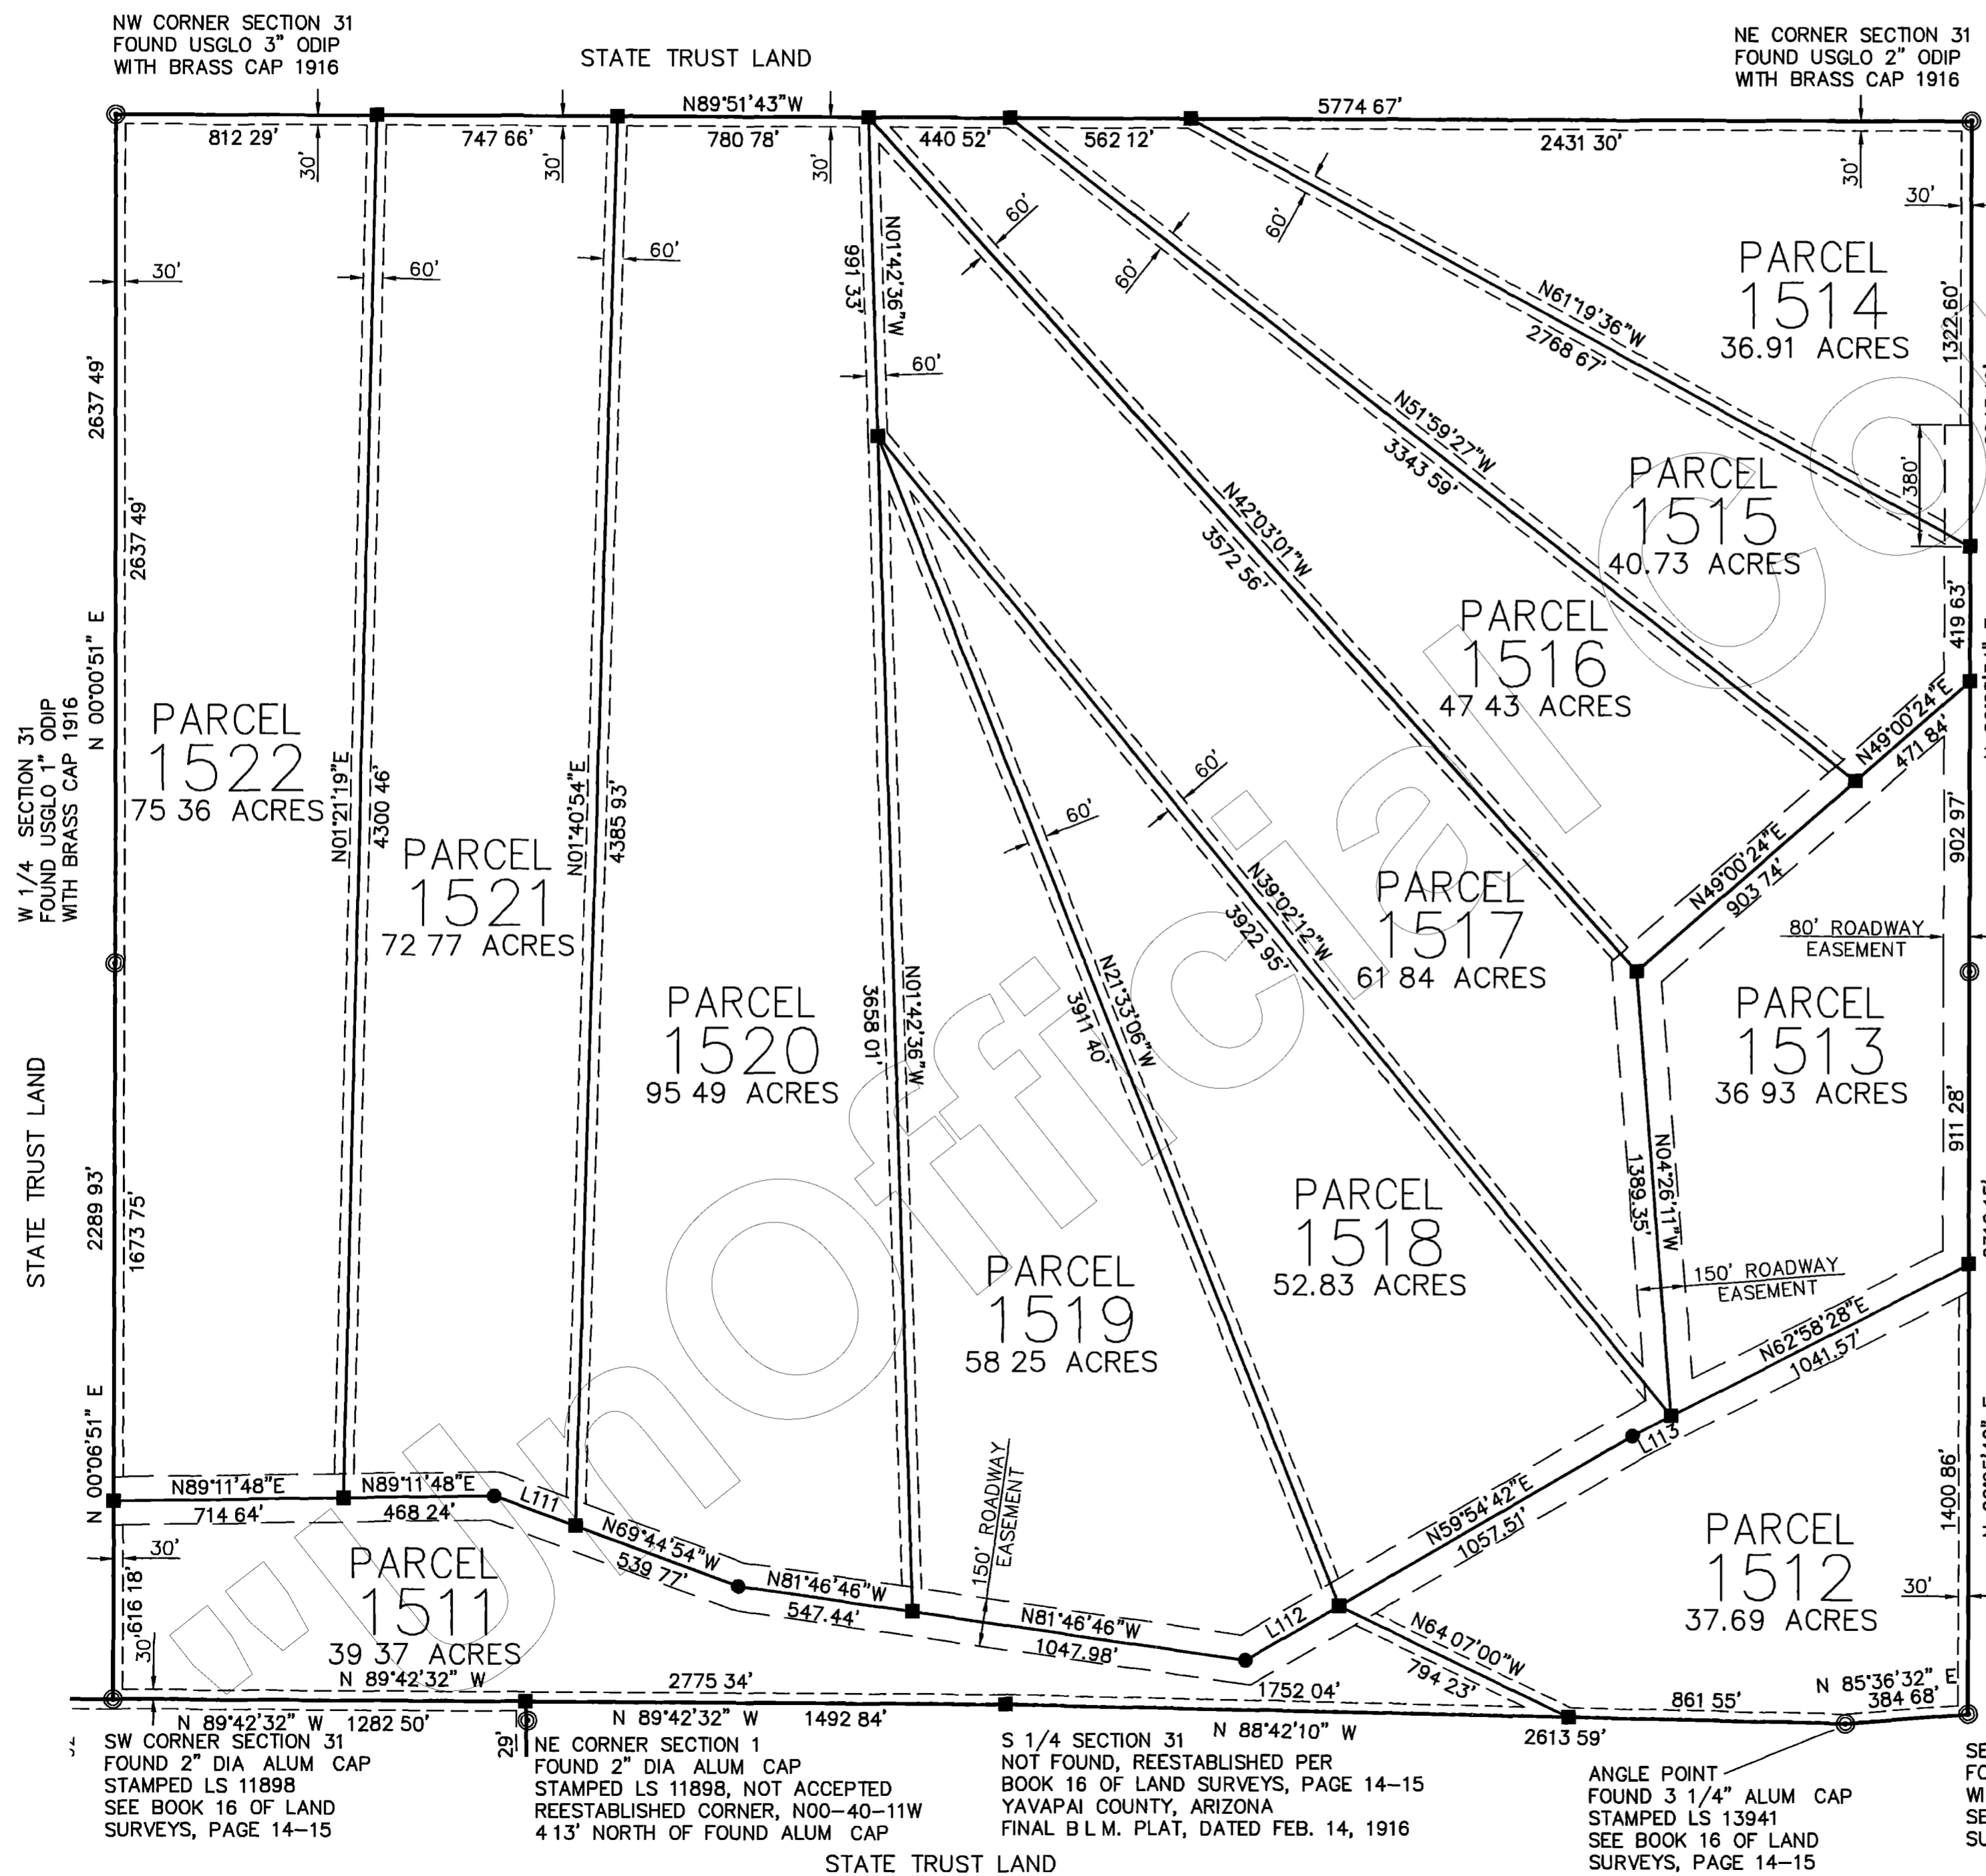 NW CORNER SECTION 31
FOUND USGLO 3" ODIP
WITH BRASS CAP 1916
STATE TRUST LAND
NE CORNER SECTION 31
FOUND USGLO 2" ODIP
WITH BRASS CAP 1916
N89°51'43"W
5774 67'
812 29'
30'
747 66'
30'
780 78'
30'
440 52'
562 12'
2431 30'
30'
30'
30'
60'
60'
60'
60'
60'
60'
N01°42'36"W
991 33'
PARCEL
1514
36.91 ACRES
1322.60'
N61°19'36"W
2768 67'
N51°59'27"W
3343 59'
PARCEL
1515
40.73 ACRES
380'
419 63'
N42°03'01"W
3572 56'
PARCEL
1516
47 43 ACRES
N49°00'24"E
471 84'
2637 49'
2637 49'
N 00°00'51" E
W 1/4 SECTION 31
FOUND USGLO 1" ODIP
WITH BRASS CAP 1916
PARCEL
1522
75 36 ACRES
N01°21'19"E
4300 46'
PARCEL
1521
72 77 ACRES
N01°40'54"E
4385 93'
60'
60'
N39°02'12"W
3922 95'
PARCEL
1517
61 84 ACRES
N49°00'24"E
903 74'
902 97'
80' ROADWAY
EASEMENT
PARCEL
1520
95 49 ACRES
3658 01'
N01°42'36"W
N21°33'06"W
3911 40'
PARCEL
1513
36 93 ACRES
911 28'
STATE TRUST LAND
2289 93'
1673 75'
N 00°06'51" E
PARCEL
1519
58 25 ACRES
PARCEL
1518
52.83 ACRES
1389.35'
N04°26'11"W
150' ROADWAY
EASEMENT
N62°58'28"E
1041.57'
L113
N89°11'48"E
714 64'
N89°11'48"E
468 24'
L111
N69°44'54"W
539 77'
N81°46'46"W
547.44'
150' ROADWAY
EASEMENT
N81°46'46"W
1047.98'
L112
N59°54'42"E
1057.51'
1400 86'
30'
616 18'
30'
PARCEL
1511
39 37 ACRES
N 89°42'32" W
2775 34'
N64 07'00"W
794 23'
1752 04'
PARCEL
1512
37.69 ACRES
30'
861 55'
N 85°36'32" E
384 68'
N 89°42'32" W 1282 50'
29'
N 89°42'32" W 1492 84'
N 88°42'10" W
2613 59'
SW CORNER SECTION 31
FOUND 2" DIA ALUM CAP
STAMPED LS 11898
SEE BOOK 16 OF LAND
SURVEYS, PAGE 14-15
NE CORNER SECTION 1
FOUND 2" DIA ALUM CAP
STAMPED LS 11898, NOT ACCEPTED
REESTABLISHED CORNER, N00-40-11W
4 13' NORTH OF FOUND ALUM CAP
S 1/4 SECTION 31
NOT FOUND, REESTABLISHED PER
BOOK 16 OF LAND SURVEYS, PAGE 14-15
YAVAPAI COUNTY, ARIZONA
FINAL B L M. PLAT, DATED FEB. 14, 1916
ANGLE POINT
FOUND 3 1/4" ALUM CAP
STAMPED LS 13941
SEE BOOK 16 OF LAND
SURVEYS, PAGE 14-15
STATE TRUST LAND
Unofficial Co